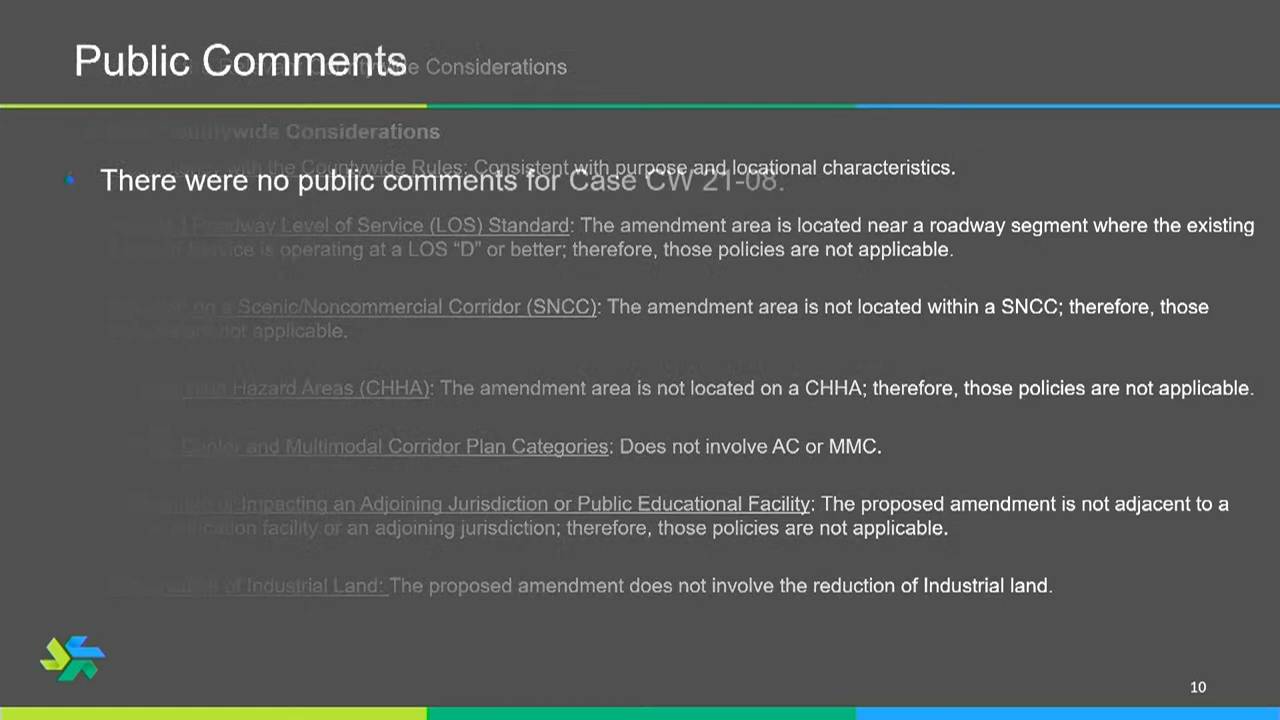 Public Comments
Considerations
Countywide Considerations
with the Countywide Rules: Consistent with purpose and locational characteristics.
• There were no public comments for Case CW 21-08.
Roadway Level of Service (LOS) Standard: The amendment area is located near a roadway segment where the existing
Service is operating at a LOS “D” or better; therefore, those policies are not applicable.
on a Scenic/Noncommercial Corridor (SNCC): The amendment area is not located within a SNCC; therefore, those
are not applicable.
Hazard Areas (CHHA): The amendment area is not located on a CHHA; therefore, those policies are not applicable.
Center and Multimodal Corridor Plan Categories: Does not involve AC or MMC.
or Impacting an Adjoining Jurisdiction or Public Educational Facility: The proposed amendment is not adjacent to a
facility or an adjoining jurisdiction; therefore, those policies are not applicable.
of Industrial Land: The proposed amendment does not involve the reduction of Industrial land.
10